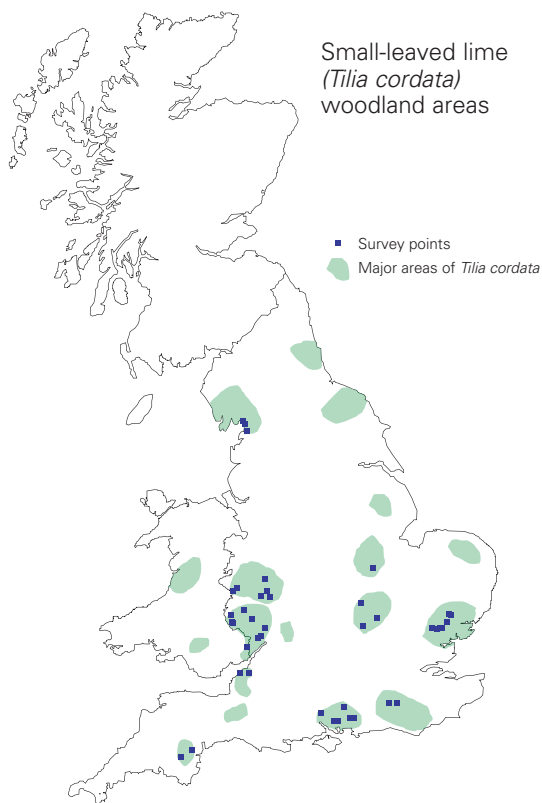 Small-leaved lime
(Tilia cordata)
woodland areas
Survey points
Major areas of Tilia cordata